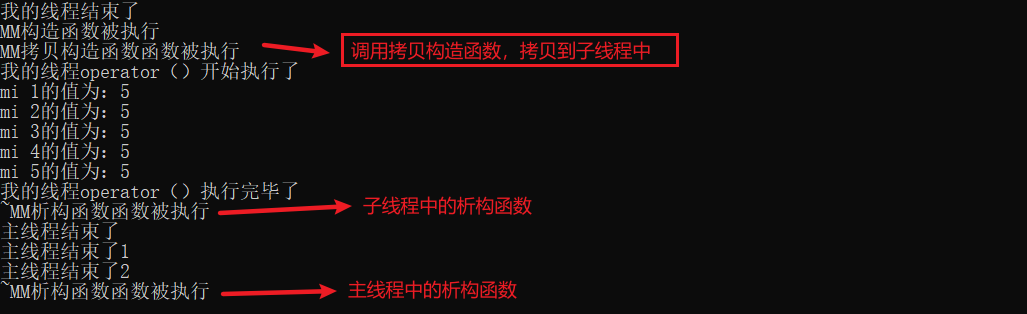 我的线程结束了
MM构造函数被执行
MM拷贝构造函数函数被执行
调用拷贝构造函数，拷贝到子线程中
我的线程operator（）开始执行了
mi 1的值为：5
mi 2的值为：5
mi 3的值为：5
mi 4的值为：5
mi 5的值为：5
我的线程operator（）执行完毕了
~MM析构函数函数被执行
子线程中的析构函数
主线程结束了
主线程结束了1
主线程结束了2
~MM析构函数函数被执行
主线程中的析构函数